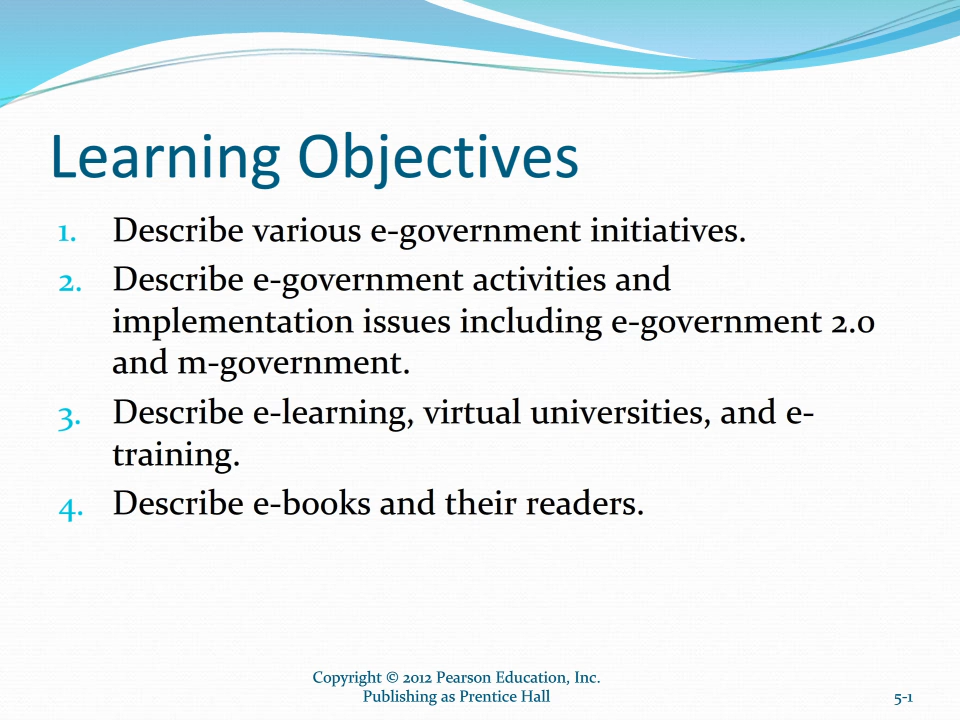 Learning Objectives
1. Describe various e-government initiatives.
2. Describe e-government activities and
implementation issues including e-government 2.0
and m-government.
3. Describe e-learning, virtual universities, and e-
training.
4. Describe e-books and their readers.
Copyright © 2012 Pearson Education, Inc.
Publishing as Prentice Hall
5-1